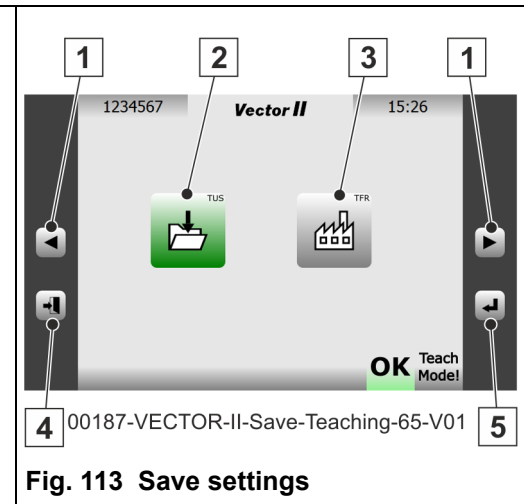 1 2 3 1
1234567 Vector II 15:26
TUS TFR
OK Teach
Mode!
4 00187-VECTOR-II-Save-Teaching-65-V01 5
Fig. 113 Save settings